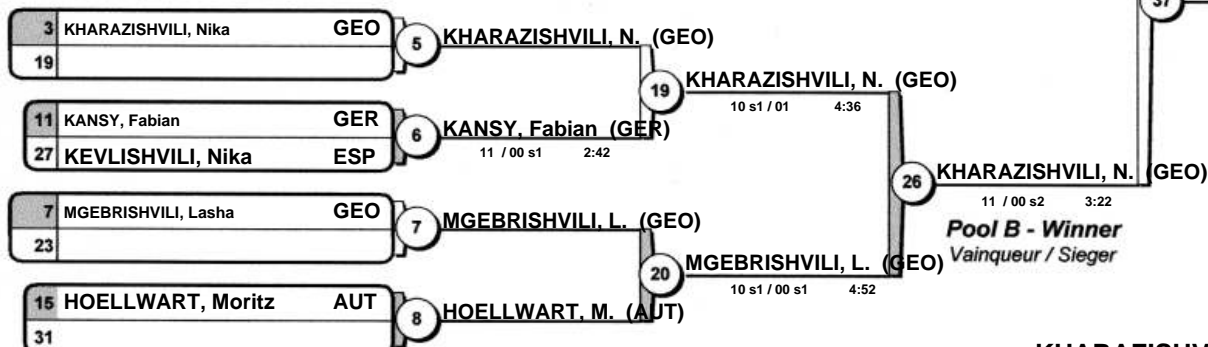 37
3 KHARAZISHVILI, Nika GEO
19
5
KHARAZISHVILI, N. (GEO)
11 KANSY, Fabian GER
27 KEVLISHVILI, Nika ESP
6
KANSY, Fabian (GER)
11 / 00 s1 2:42
19
KHARAZISHVILI, N. (GEO)
10 s1 / 01 4:36
7 MGEBRISHVILI, Lasha GEO
23
7
MGEBRISHVILI, L. (GEO)
15 HOELLWART, Moritz AUT
31
8
HOELLWART, M. (AUT)
20
MGEBRISHVILI, L. (GEO)
10 s1 / 00 s1 4:52
26
KHARAZISHVILI, N. (GEO)
11 / 00 s2 3:22
Pool B - Winner
Vainqueur / Sieger